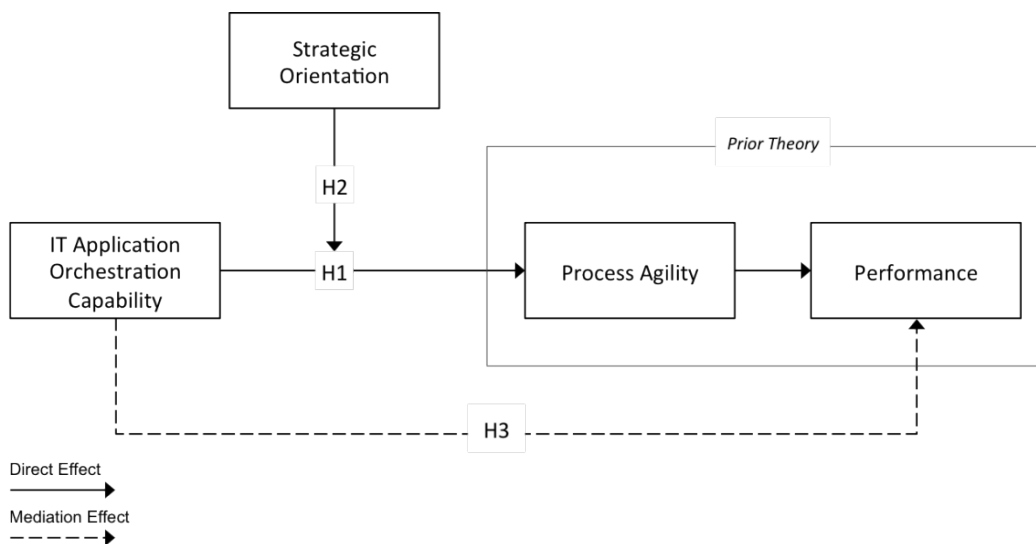 Strategic
Orientation
Prior Theory
H2
IT Application
Orchestration
Capability
H1
Process Agility
Performance
H3
Direct Effect
Mediation Effect